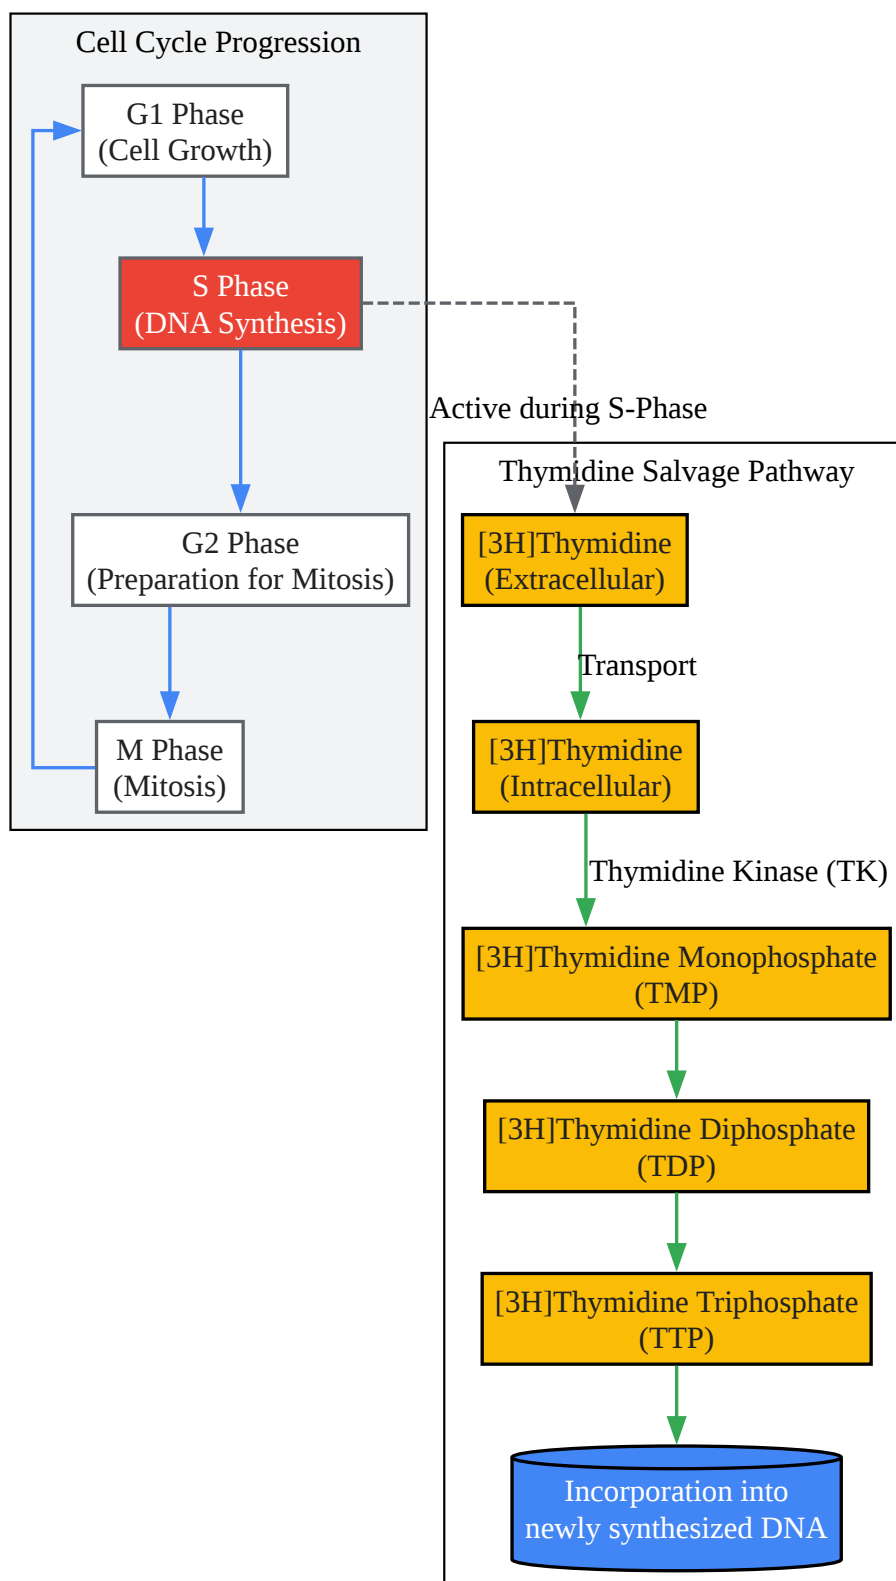 Cell Cycle Progression
G1 Phase
(Cell Growth)
S Phase
(DNA Synthesis)
G2 Phase
(Preparation for Mitosis)
M Phase
(Mitosis)
Active during S-Phase
Thymidine Salvage Pathway
[3H]Thymidine
(Extracellular)
Transport
[3H]Thymidine
(Intracellular)
Thymidine Kinase (TK)
[3H]Thymidine Monophosphate
(TMP)
[3H]Thymidine Diphosphate
(TDP)
[3H]Thymidine Triphosphate
(TTP)
Incorporation into
newly synthesized DNA